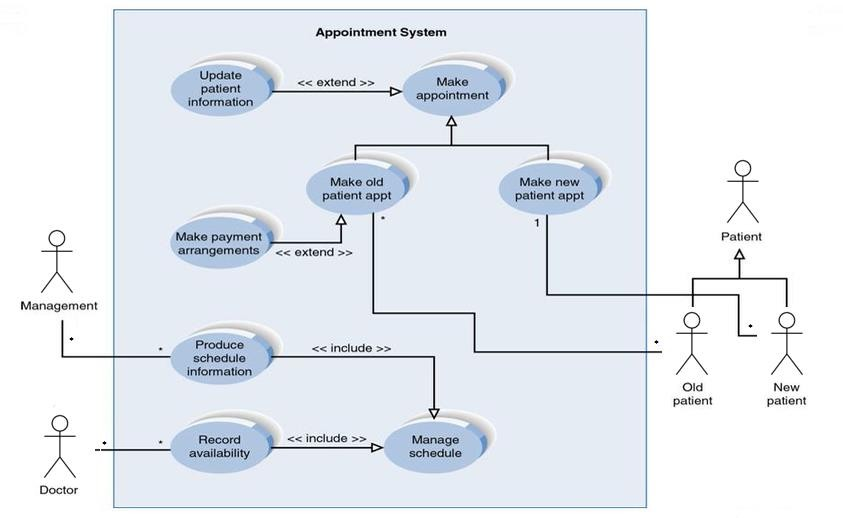 Appointment System
Update
patient
information
<< extend >>
Make
appointment
Make old
patient appt
*
Make new
patient appt
1
Make payment
arrangements
<< extend >>
Patient
Management
*
*
Produce
schedule
information
<< include >>
*
*
Old
patient
New
patient
Doctor
*
*
Record
availability
<< include >>
Manage
schedule